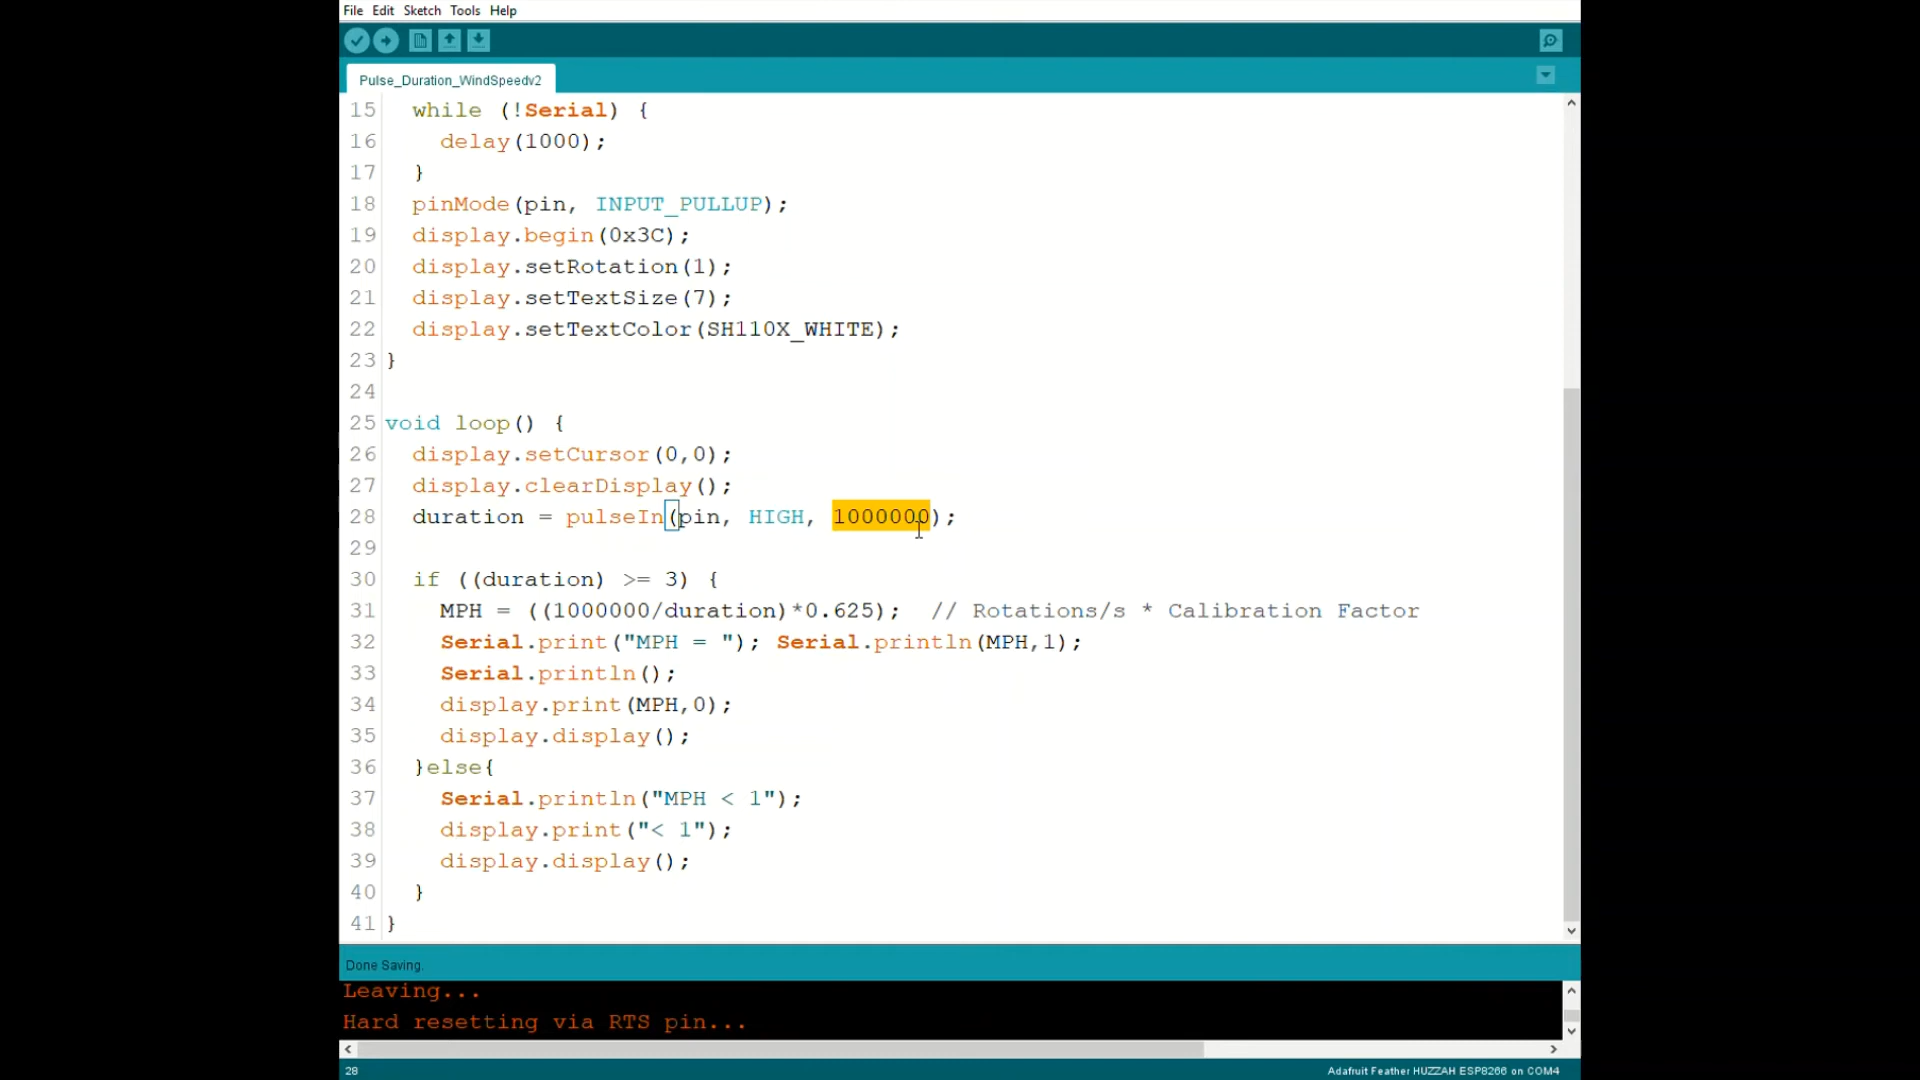 File Edit Sketch Tools Help
Pulse_Duration_WindSpeedv2
15 while (!Serial) {
16 delay(1000);
17 }
18 pinMode(pin, INPUT_PULLUP);
19 display.begin(0x3C);
20 display.setRotation(1);
21 display.setTextSize(7);
22 display.setTextColor(SH110X_WHITE);
23 }
24
25 void loop() {
26 display.setCursor(0,0);
27 display.clearDisplay();
28 duration = pulseIn(pin, HIGH, 1000000);
29
30 if ((duration) >= 3) {
31 MPH = ((1000000/duration)*0.625); // Rotations/s * Calibration Factor
32 Serial.print("MPH = "); Serial.println(MPH,1);
33 Serial.println();
34 display.print(MPH,0);
35 display.display();
36 }else{
37 Serial.println("MPH < 1");
38 display.print("< 1");
39 display.display();
40 }
41 }
Done Saving.
Leaving...
Hard resetting via RTS pin...
28 Adafruit Feather HUZZAH ESP8266 on COM4